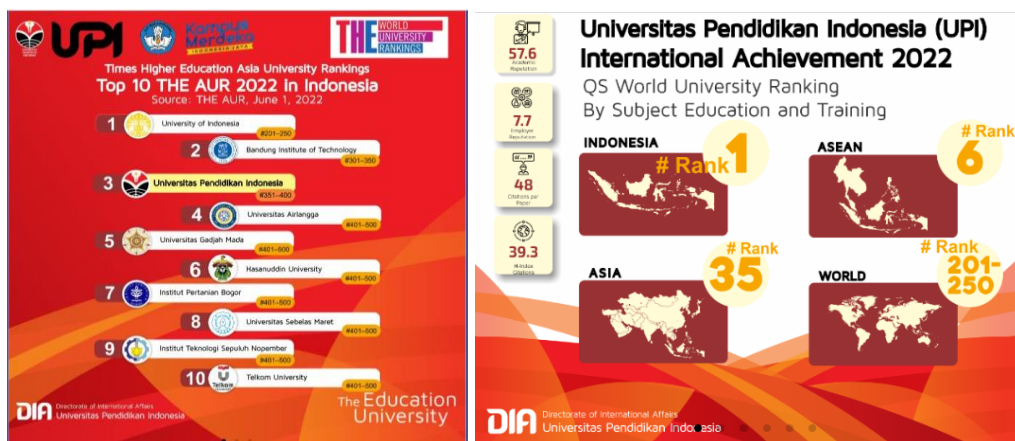 UPI
Kampus
Merdeka
INDONESIA JAYA
THE WORLD
UNIVERSITY
RANKINGS
Times Higher Education Asia University Rankings
Top 10 THE AUR 2022 In Indonesia
Source: THE AUR, June 1, 2022
1 University of Indonesia
#201-250
2 Bandung Institute of Technology
#301-350
3 Universitas Pendidikan Indonesia
#351-400
4 Universitas Airlangga
#401-500
5 Universitas Gadjah Mada
#401-500
6 Hasanuddin University
#401-500
7 Institut Pertanian Bogor
#401-500
8 Universitas Sebelas Maret
#401-500
9 Institut Teknologi Sepuluh Nopember
#401-500
10 Telkom University
Telkom
#401-500
DIA Directorate of International Affairs
Universitas Pendidikan Indonesia
The Education
University
57.6
Academic
Reputation
7.7
Employer
Reputation
48
Citations per
Paper
39.3
H-Index
Citations
Universitas Pendidikan Indonesia (UPI)
International Achievement 2022
QS World University Ranking
By Subject Education and Training
INDONESIA
# Rank 1
ASEAN
# Rank
6
ASIA
# Rank
35
WORLD
# Rank
201-
250
DIA Directorate of International Affairs
Universitas Pendidikan Indonesia